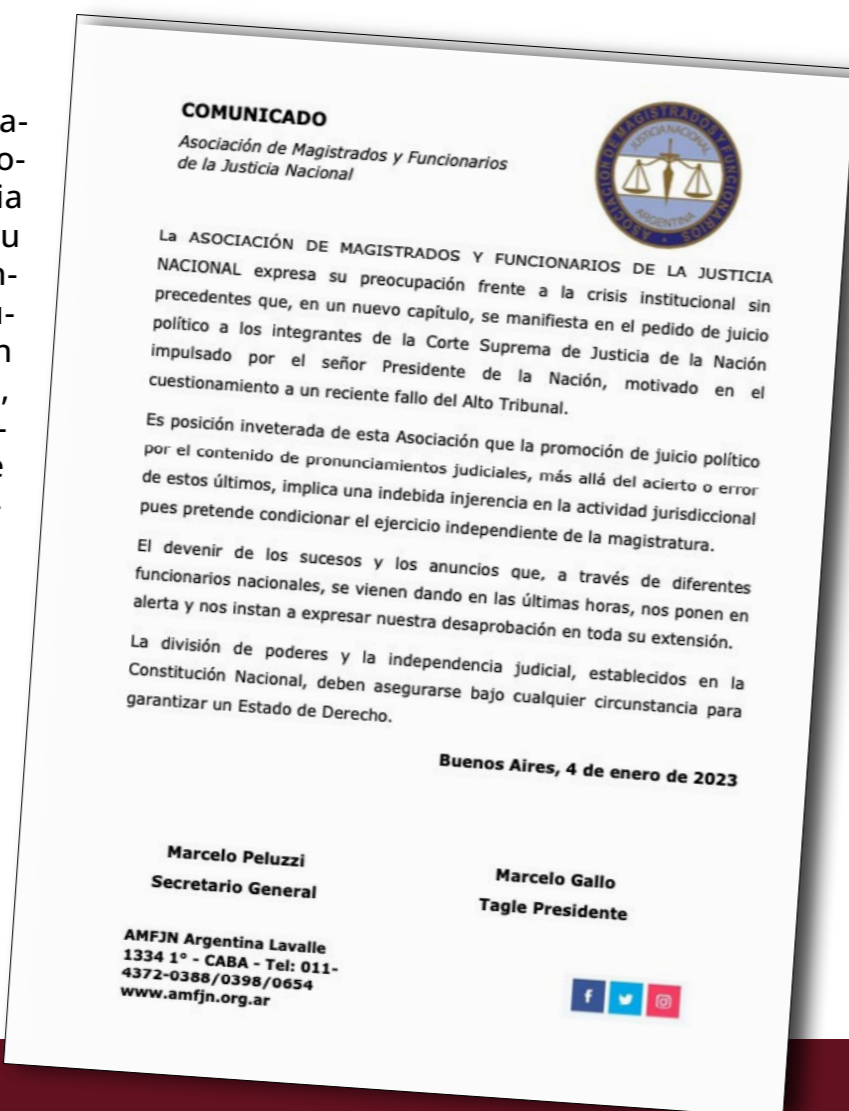 a-
o-
ia
u
n-
u-
n
,
-
e
.
COMUNICADO
Asociación de Magistrados y Funcionarios
de la Justicia Nacional
ASOCIACION DE MAGISTRADOS Y FUNCIONARIOS
JUSTICIA NACIONAL
ARGENTINA
La ASOCIACIÓN DE MAGISTRADOS Y FUNCIONARIOS DE LA JUSTICIA
NACIONAL expresa su preocupación frente a la crisis institucional sin
precedentes que, en un nuevo capítulo, se manifiesta en el pedido de juicio
político a los integrantes de la Corte Suprema de Justicia de la Nación
impulsado por el señor Presidente de la Nación, motivado en el
cuestionamiento a un reciente fallo del Alto Tribunal.
Es posición inveterada de esta Asociación que la promoción de juicio político
por el contenido de pronunciamientos judiciales, más allá del acierto o error
de estos últimos, implica una indebida injerencia en la actividad jurisdiccional
pues pretende condicionar el ejercicio independiente de la magistratura.
El devenir de los sucesos y los anuncios que, a través de diferentes
funcionarios nacionales, se vienen dando en las últimas horas, nos ponen en
alerta y nos instan a expresar nuestra desaprobación en toda su extensión.
La división de poderes y la independencia judicial, establecidos en la
Constitución Nacional, deben asegurarse bajo cualquier circunstancia para
garantizar un Estado de Derecho.
Buenos Aires, 4 de enero de 2023
Marcelo Peluzzi
Secretario General
Marcelo Gallo
Tagle Presidente
AMFJN Argentina Lavalle
1334 1° - CABA - Tel: 011-
4372-0388/0398/0654
www.amfjn.org.ar